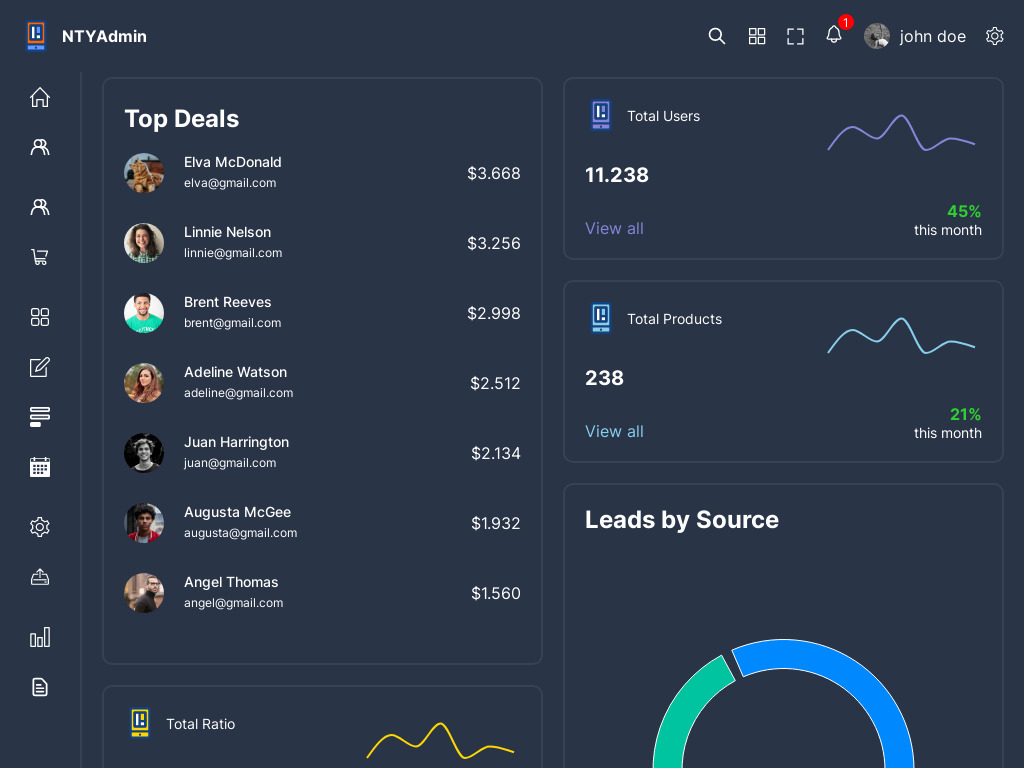 NTYAdmin
1
john doe
Top Deals
Elva McDonald
elva@gmail.com
$3.668
Linnie Nelson
linnie@gmail.com
$3.256
Brent Reeves
brent@gmail.com
$2.998
Adeline Watson
adeline@gmail.com
$2.512
Juan Harrington
juan@gmail.com
$2.134
Augusta McGee
augusta@gmail.com
$1.932
Angel Thomas
angel@gmail.com
$1.560
Total Ratio
Total Users
11.238
View all
45%
this month
Total Products
238
View all
21%
this month
Leads by Source